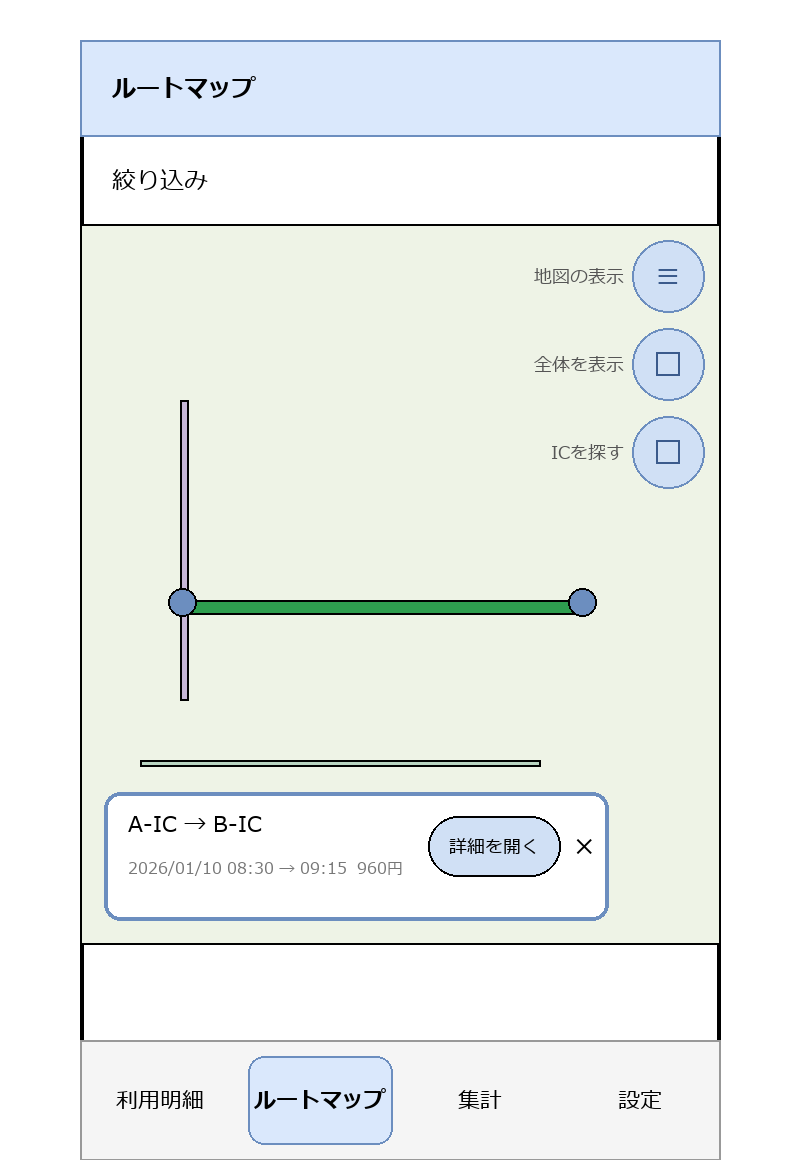 ルートマップ
絞り込み
地図の表示
全体を表示
ICを探す
A-IC → B-IC
2026/01/10 08:30 → 09:15 960円
詳細を開く
×
利用明細
ルートマップ
集計
設定